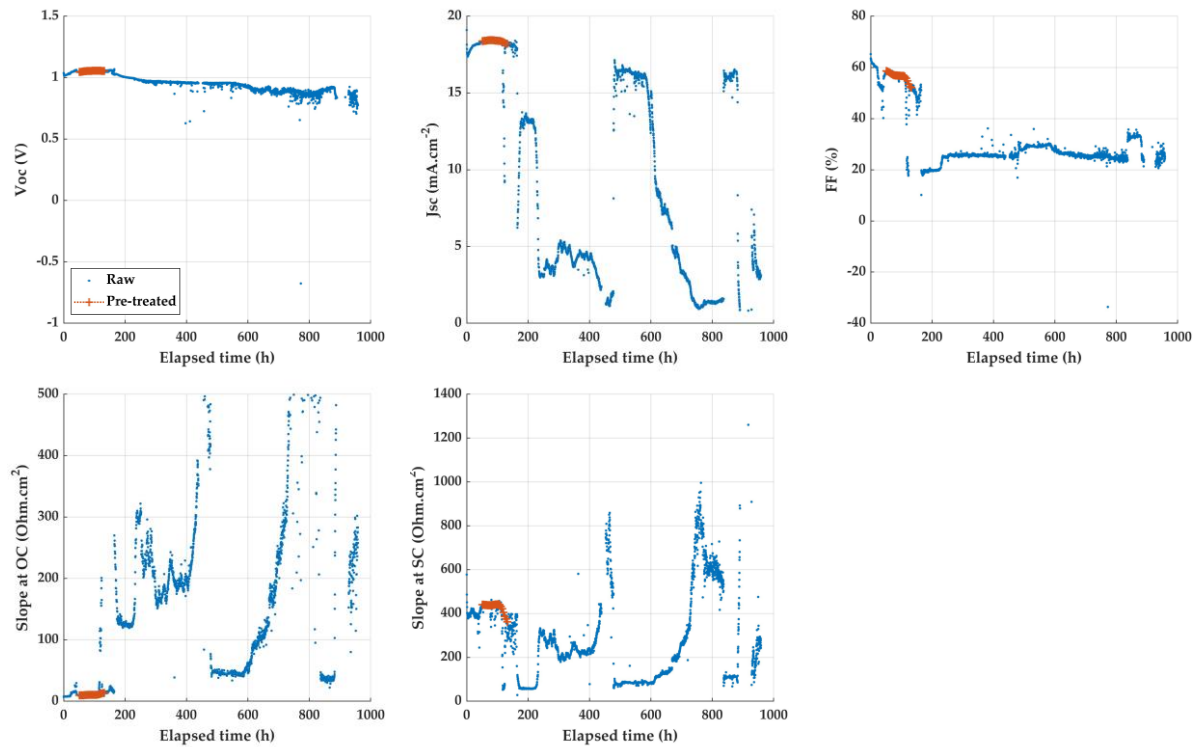 1.5
1
0.5
0
-0.5
-1
Voc (V)
Raw
Pre-treated
0 200 400 600 800 1000
Elapsed time (h)
20
15
10
5
0
Jsc (mA.cm-2)
0 200 400 600 800 1000
Elapsed time (h)
80
60
40
20
0
-20
-40
FF (%)
0 200 400 600 800 1000
Elapsed time (h)
500
400
300
200
100
0
Slope at OC (Ohm.cm2)
0 200 400 600 800 1000
Elapsed time (h)
1400
1200
1000
800
600
400
200
0
Slope at SC (Ohm.cm2)
0 200 400 600 800 1000
Elapsed time (h)